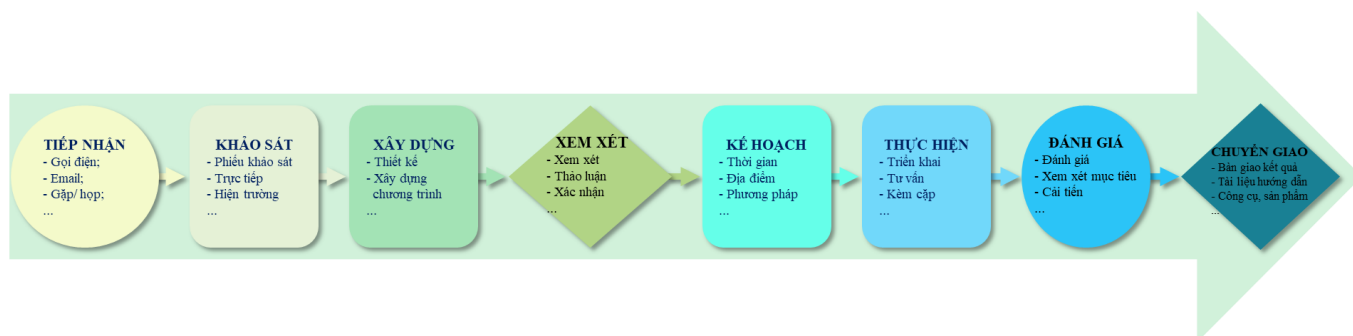 TIẾP NHẬN
- Gọi điện;
- Email;
- Gặp/ họp;
...
KHẢO SÁT
- Phiếu khảo sát
- Trực tiếp
- Hiện trường
...
XÂY DỰNG
- Thiết kế
- Xây dựng
chương trình
...
XEM XÉT
- Xem xét
- Thảo luận
- Xác nhận
...
KẾ HOẠCH
- Thời gian
- Địa điểm
- Phương pháp
THỰC HIỆN
- Triển khai
- Tư vấn
- Kèm cặp
...
ĐÁNH GIÁ
- Đánh giá
- Xem xét mục tiêu
- Cải tiến
...
CHUYỂN GIAO
- Bàn giao kết quả
- Tài liệu hướng dẫn
- Công cụ, sản phẩm
...